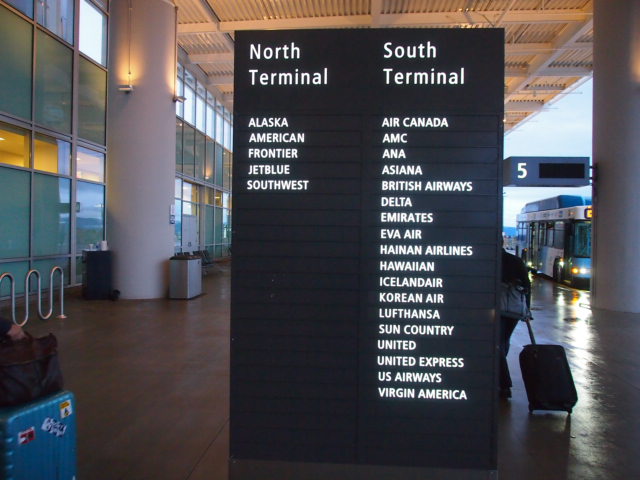 North
Terminal
ALASKA
AMERICAN
FRONTIER
JETBLUE
SOUTHWEST
South
Terminal
AIR CANADA
AMC
ANA
ASIANA
BRITISH AIRWAYS
DELTA
EMIRATES
EVA AIR
HAINAN AIRLINES
HAWAIIAN
ICELANDAIR
KOREAN AIR
LUFTHANSA
SUN COUNTRY
UNITED
UNITED EXPRESS
US AIRWAYS
VIRGIN AMERICA
5